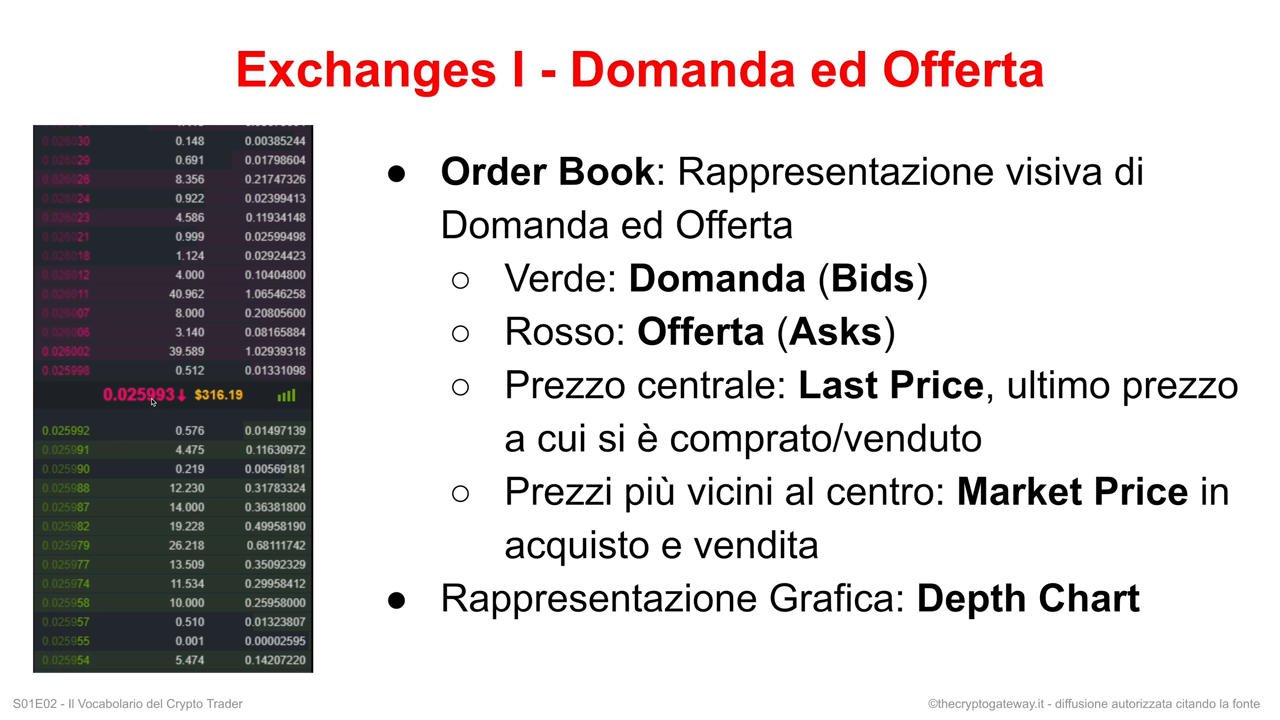 Exchanges I - Domanda ed Offerta
0.026030 0.148 0.00385244
0.026029 0.691 0.01798604
0.026026 8.356 0.21747326
0.026024 0.922 0.02399413
0.026023 4.586 0.11934148
0.026021 0.999 0.02599498
0.026018 1.124 0.02924423
0.026012 4.000 0.10404800
0.026011 40.962 1.06546258
0.026007 8.000 0.20805600
0.026006 3.140 0.08165884
0.026002 39.589 1.02939318
0.025998 0.512 0.01331098
0.025993↓ $316.19
0.025992 0.576 0.01497139
0.025991 4.475 0.11630972
0.025990 0.219 0.00569181
0.025988 12.230 0.31783324
0.025987 14.000 0.36381800
0.025982 19.228 0.49958190
0.025979 26.218 0.68111742
0.025977 13.509 0.35092329
0.025974 11.534 0.29958412
0.025958 10.000 0.25958000
0.025957 0.510 0.01323807
0.025955 0.001 0.00002595
0.025954 5.474 0.14207220
● Order Book: Rappresentazione visiva di
Domanda ed Offerta
○ Verde: Domanda (Bids)
○ Rosso: Offerta (Asks)
○ Prezzo centrale: Last Price, ultimo prezzo
a cui si è comprato/venduto
○ Prezzi più vicini al centro: Market Price in
acquisto e vendita
● Rappresentazione Grafica: Depth Chart
S01E02 - Il Vocabolario del Crypto Trader
©thecryptogateway.it - diffusione autorizzata citando la fonte